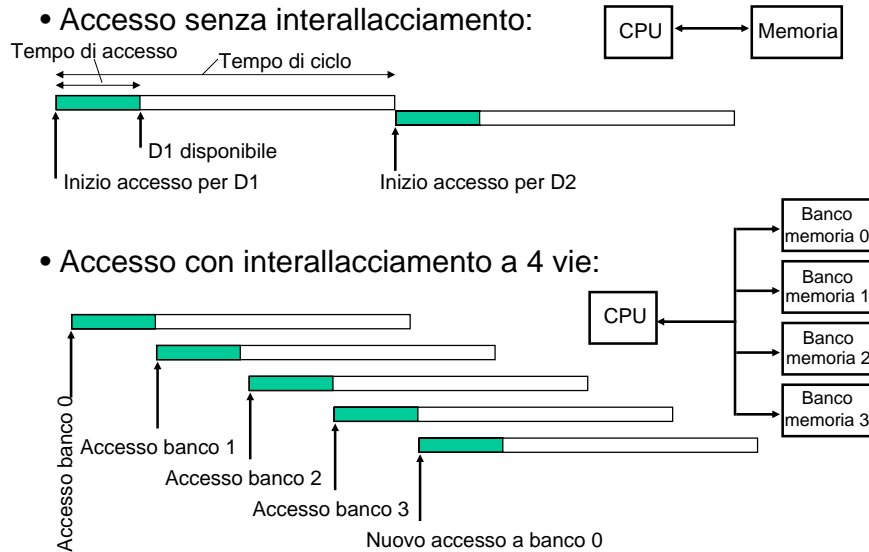 • Accesso senza interallacciamento:
CPU
Memoria
Tempo di accesso
Tempo di ciclo
D1 disponibile
Inizio accesso per D1
Inizio accesso per D2
• Accesso con interallacciamento a 4 vie:
CPU
Banco
memoria 0
Banco
memoria 1
Banco
memoria 2
Banco
memoria 3
Accesso banco 0
Accesso banco 1
Accesso banco 2
Accesso banco 3
Nuovo accesso a banco 0